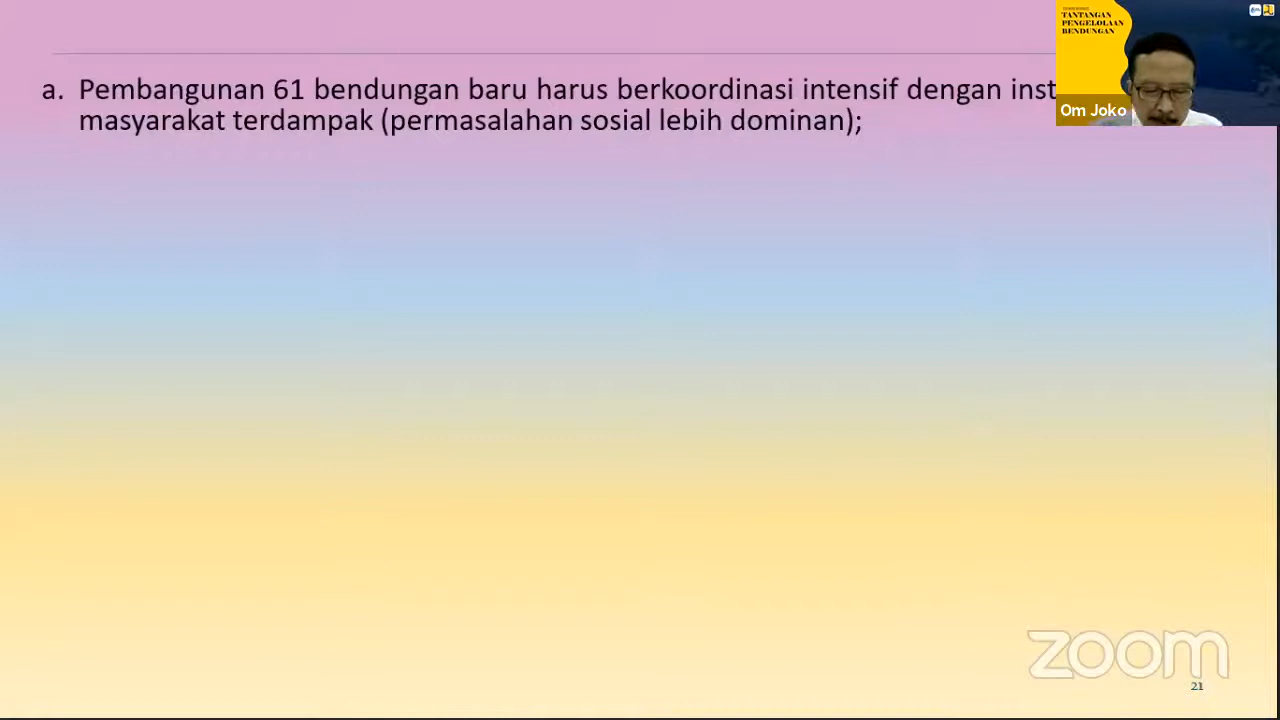 a. Pembangunan 61 bendungan baru harus berkoordinasi intensif dengan
masyarakat terdampak (permasalahan sosial lebih dominan);
TANTANGAN
PENGELOLAAN
BENDUNGAN
Om Joko
zoom
21